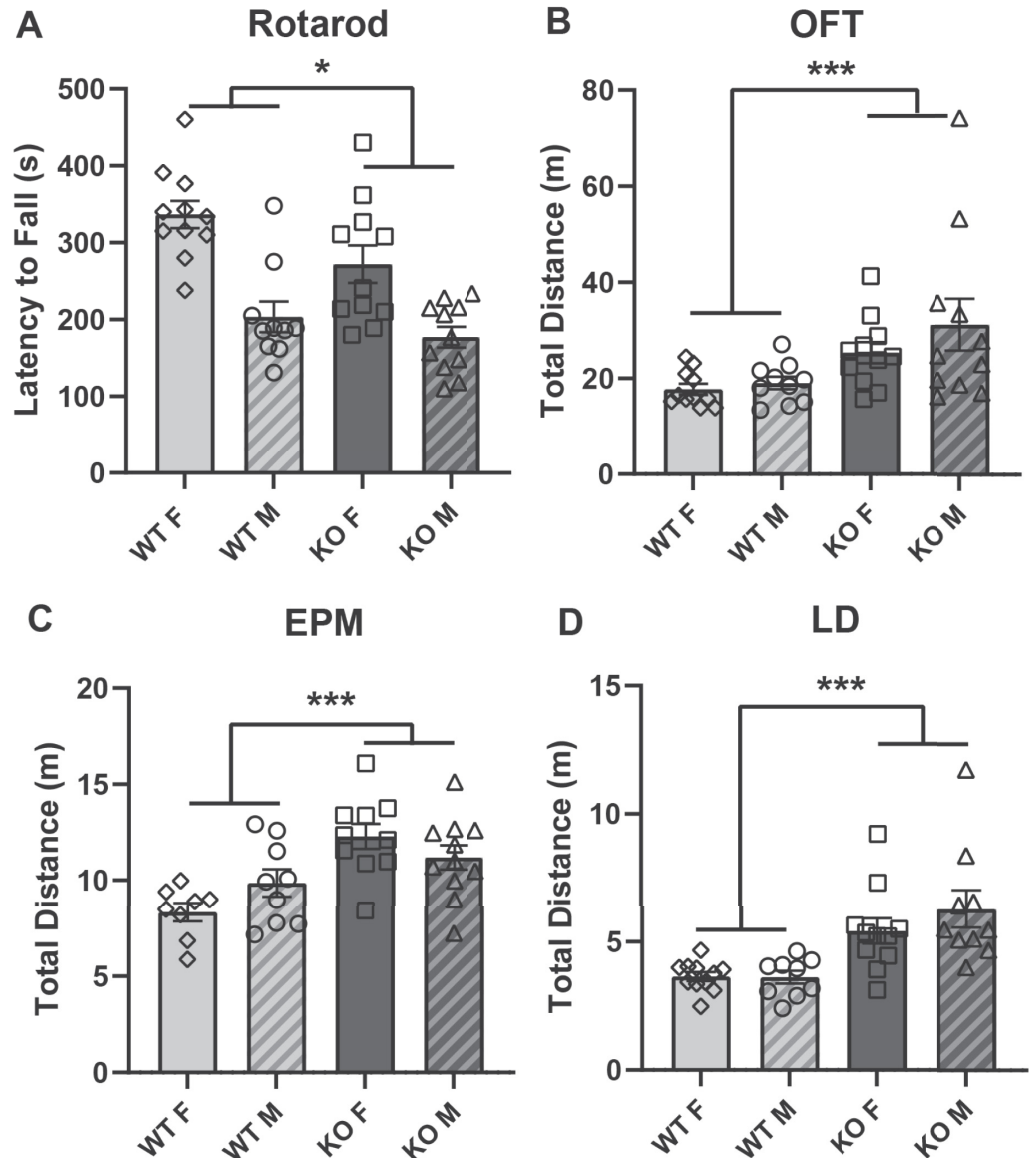 A
Rotarod
*
Latency to Fall (s)
500
400
300
200
100
0
WT F
WT M
KO F
KO M
B
OFT
***
Total Distance (m)
80
60
40
20
0
WT F
WT M
KO F
KO M
C
EPM
***
Total Distance (m)
20
15
10
5
0
WT F
WT M
KO F
KO M
D
LD
***
Total Distance (m)
15
10
5
0
WT F
WT M
KO F
KO M